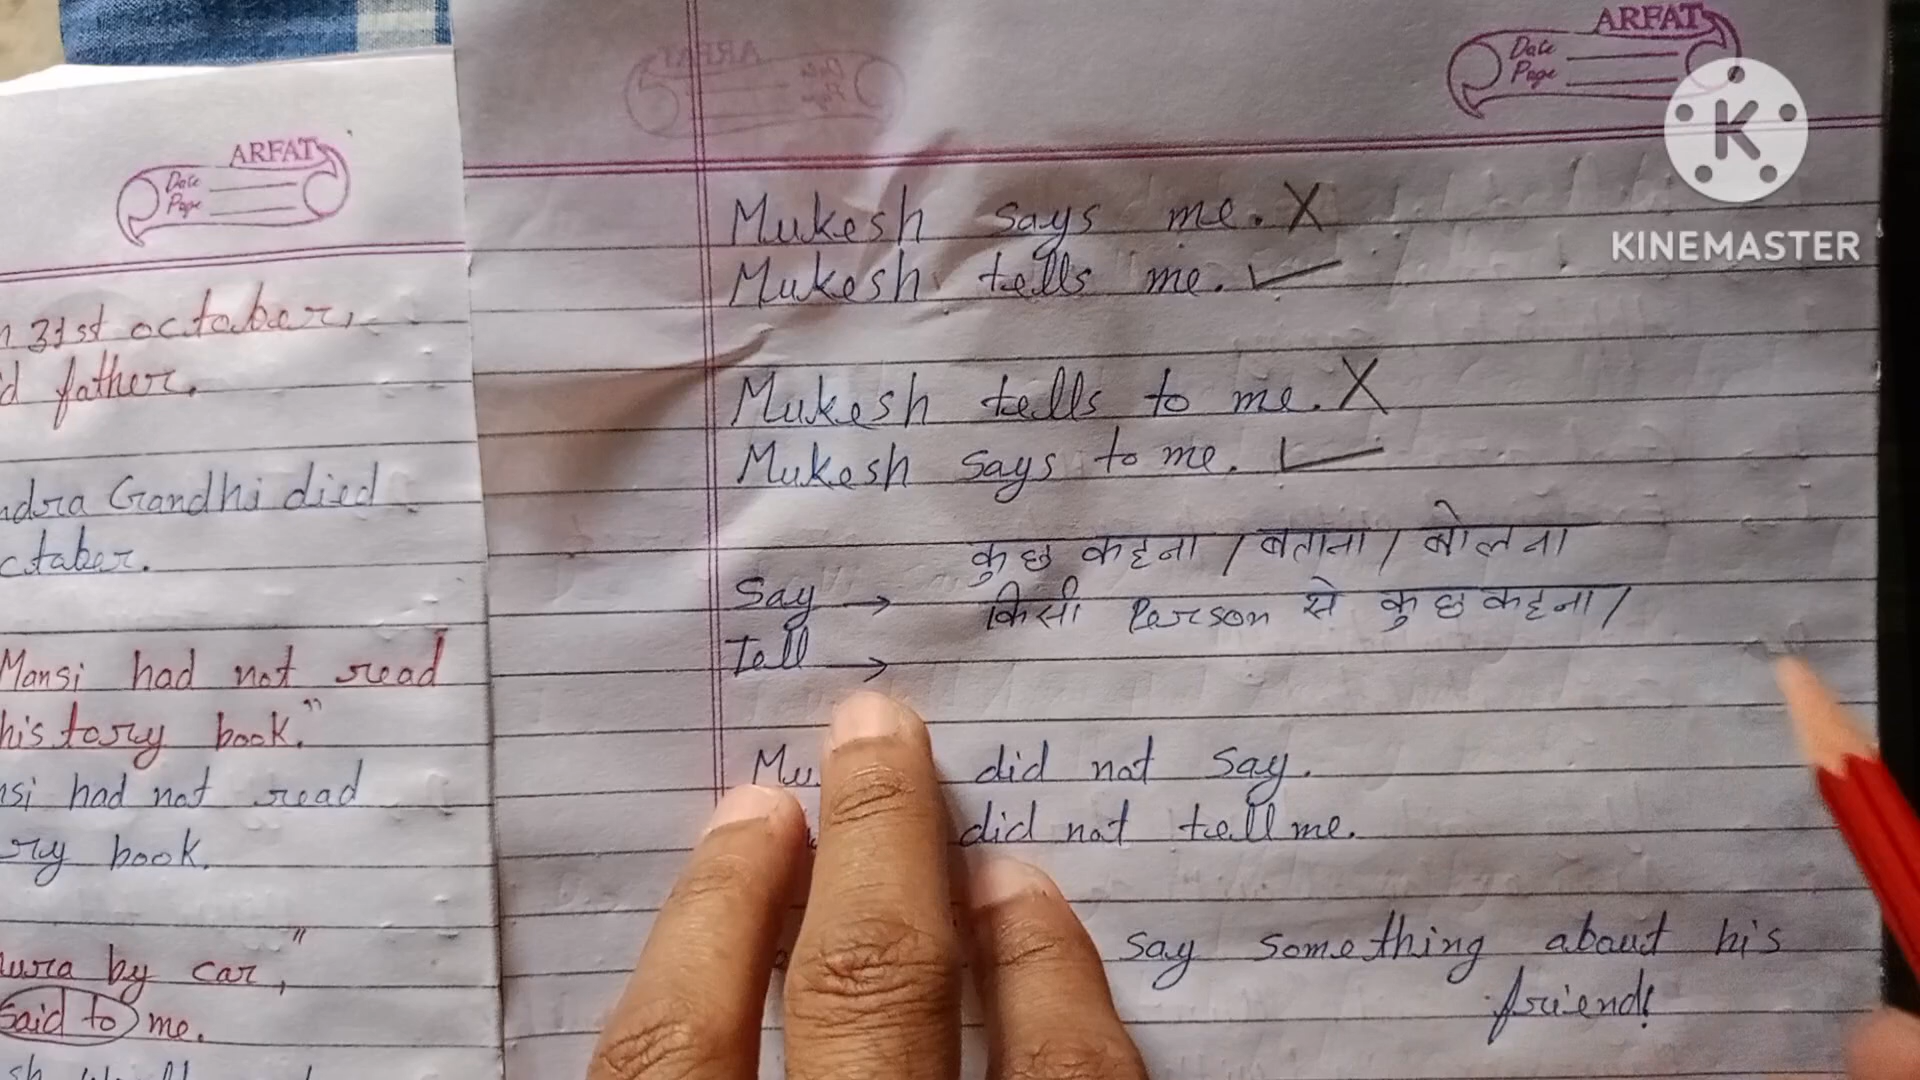 ARFAT
Date
Page
31st octaber,
father.
Gandhi died
Mansi had not read
history book."
had not read
book.
by car,"
Said to me.
ARFAT
Date
Page
KINEMASTER
Mukesh says me. X
Mukesh tells me. ✓
Mukesh tells to me. X
Mukesh says to me. ✓
कुछ कहना / बताना / बोलना
Say → किसी Person से कुछ कहना /
Tell →
did not say.
did not tell me.
say something about his
friend!